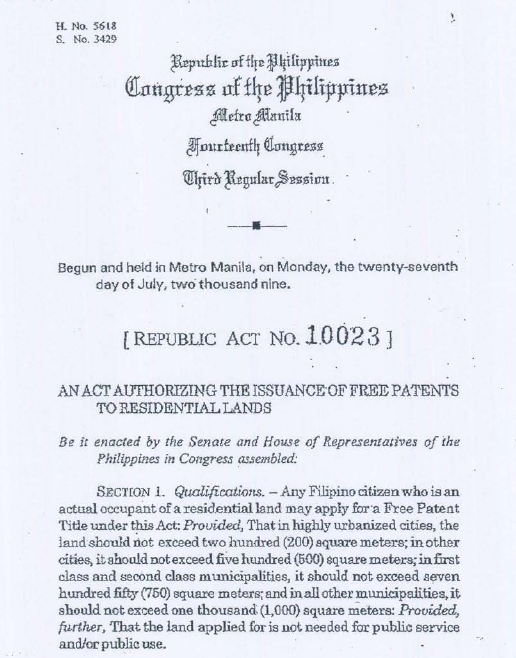 H. No. 5618
S. No. 3429
Republic of the Philippines
Congress of the Philippines
Metro Manila
Fourteenth Congress
Third Regular Session
Begun and held in Metro Manila, on Monday, the twenty-seventh
day of July, two thousand nine.
[ REPUBLIC ACT NO. 10023 ]
AN ACT AUTHORIZING THE ISSUANCE OF FREE PATENTS
TO RESIDENTIAL LANDS
Be it enacted by the Senate and House of Representatives of the
Philippines in Congress assembled:
SECTION 1. Qualifications. – Any Filipino citizen who is an
actual occupant of a residential land may apply for a Free Patent
Title under this Act: Provided, That in highly urbanized cities, the
land should not exceed two hundred (200) square meters; in other
cities, it should not exceed five hundred (500) square meters; in first
class and second class municipalities, it should not exceed seven
hundred fifty (750) square meters; and in all other municipalities, it
should not exceed one thousand (1,000) square meters: Provided,
further, That the land applied for is not needed for public service
and/or public use.